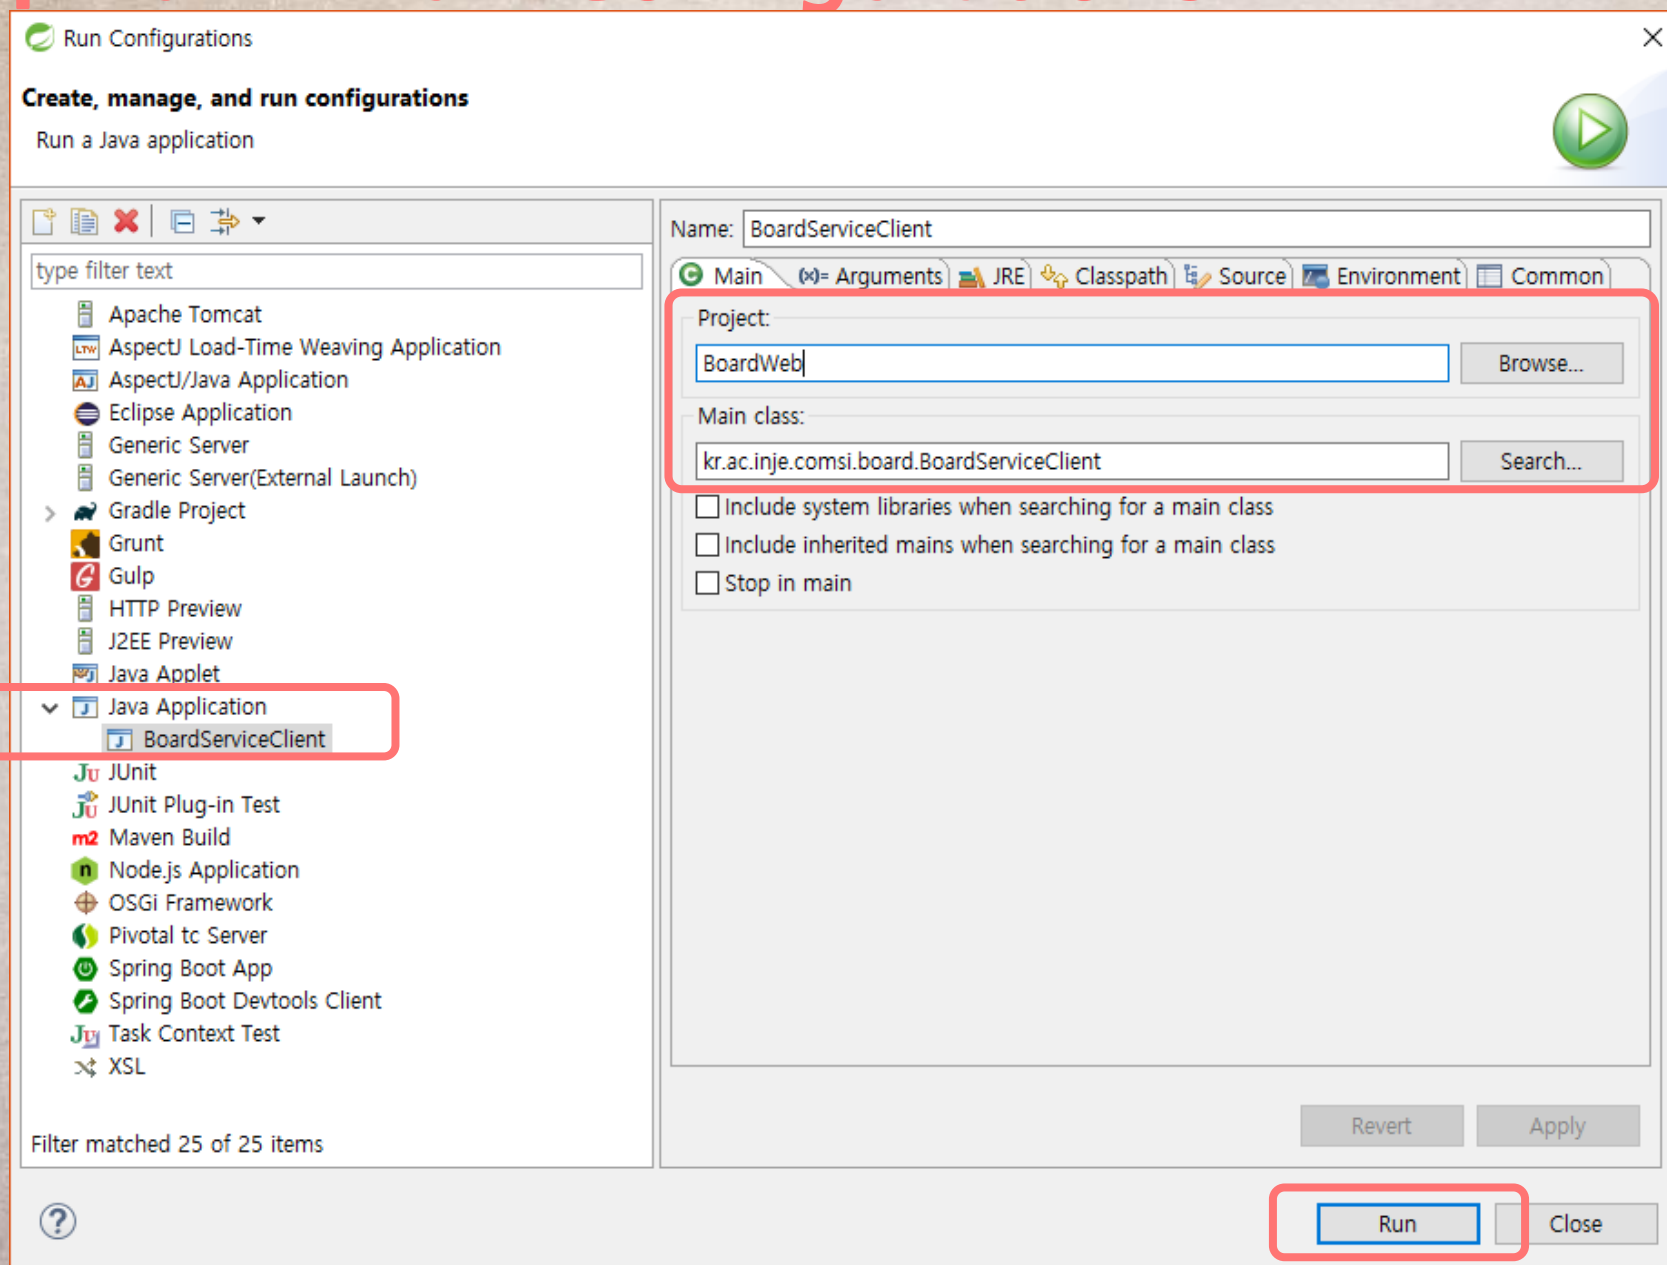 Run Configurations
Create, manage, and run configurations
Run a Java application
type filter text
Apache Tomcat
AspectJ Load-Time Weaving Application
AspectJ/Java Application
Eclipse Application
Generic Server
Generic Server(External Launch)
Gradle Project
Grunt
Gulp
HTTP Preview
J2EE Preview
Java Applet
Java Application
BoardServiceClient
JUnit
JUnit Plug-in Test
Maven Build
Node.js Application
OSGi Framework
Pivotal tc Server
Spring Boot App
Spring Boot Devtools Client
Task Context Test
XSL
Filter matched 25 of 25 items
Name: BoardServiceClient
Main (x)= Arguments JRE Classpath Source Environment Common
Project:
BoardWeb Browse...
Main class:
kr.ac.inje.comsi.board.BoardServiceClient Search...
Include system libraries when searching for a main class
Include inherited mains when searching for a main class
Stop in main
Revert Apply
Run Close